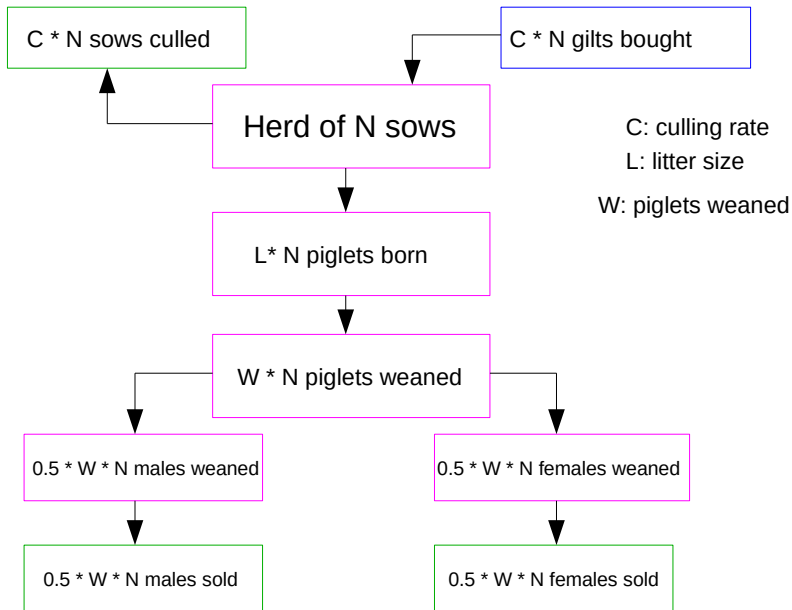 C * N sows culled
C * N gilts bought
Herd of N sows
C: culling rate
L: litter size
W: piglets weaned
L* N piglets born
W * N piglets weaned
0.5 * W * N males weaned
0.5 * W * N females weaned
0.5 * W * N males sold
0.5 * W * N females sold